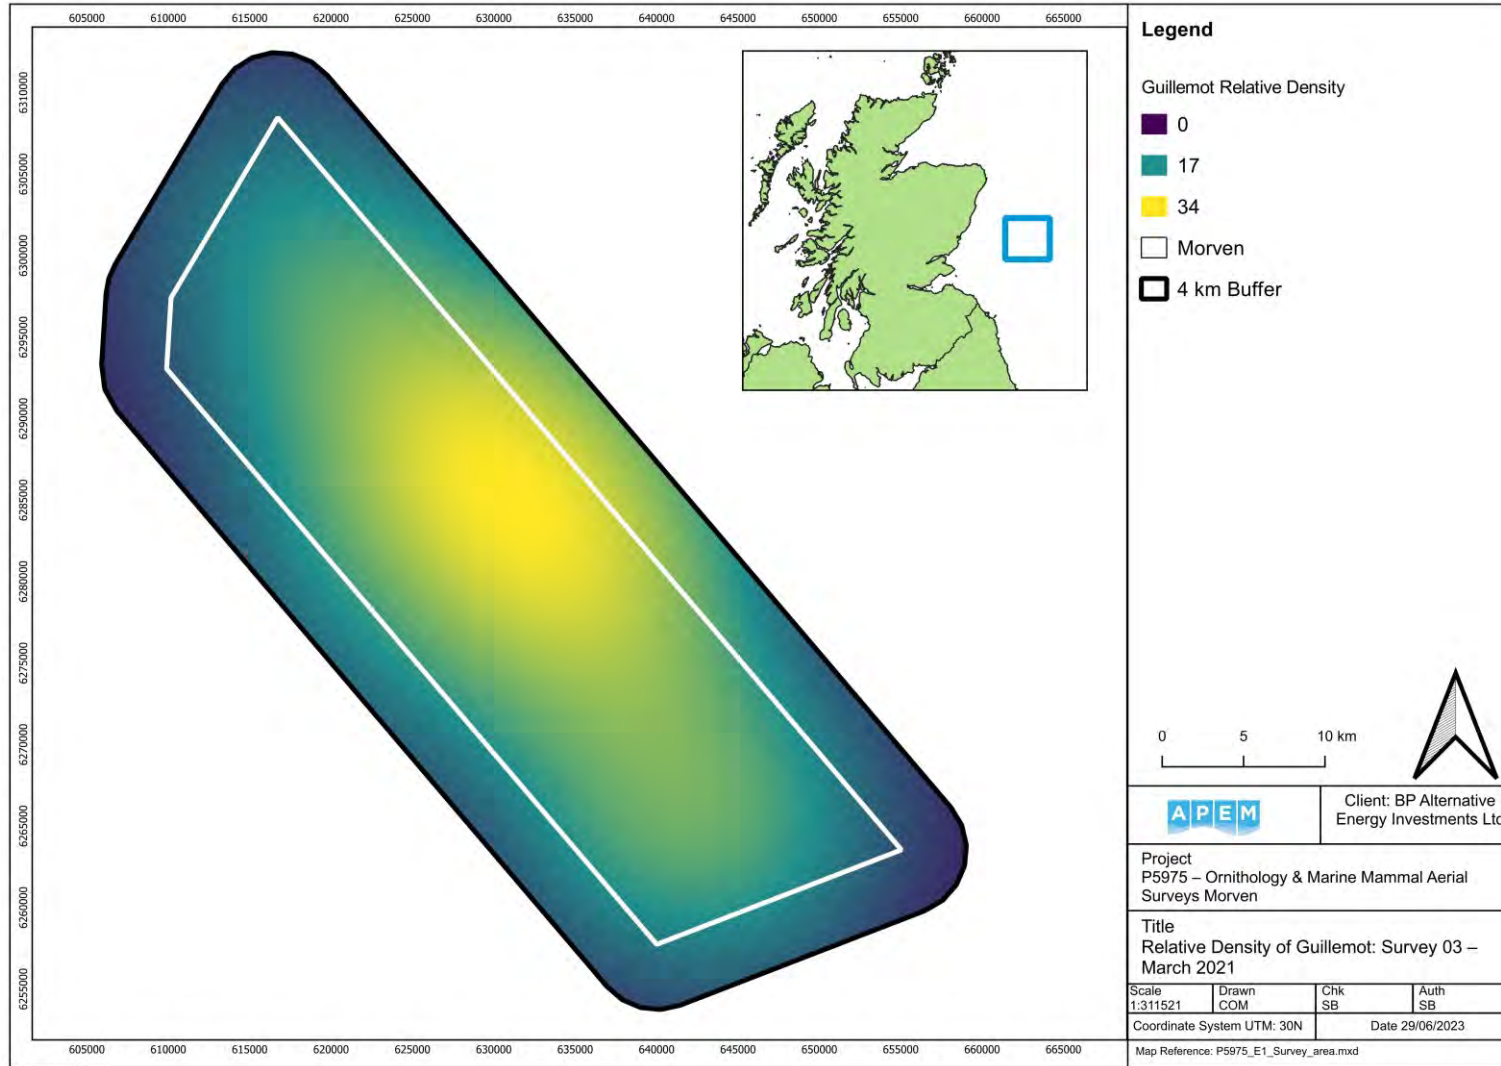 605000 610000 615000 620000 625000 630000 635000 640000 645000 650000 655000 660000 665000
6310000
6305000
6300000
6295000
6290000
6285000
6280000
6275000
6270000
6265000
6260000
6255000
605000 610000 615000 620000 625000 630000 635000 640000 645000 650000 655000 660000 665000
Legend
Guillemot Relative Density
0
17
34
Morven
4 km Buffer
0 5 10 km
APEM
Client: BP Alternative
Energy Investments Ltd
Project
P5975 – Ornithology & Marine Mammal Aerial
Surveys Morven
Title
Relative Density of Guillemot: Survey 03 –
March 2021
Scale Drawn Chk Auth
1:311521 COM SB SB
Coordinate System UTM: 30N Date 29/06/2023
Map Reference: P5975_E1_Survey_area.mxd